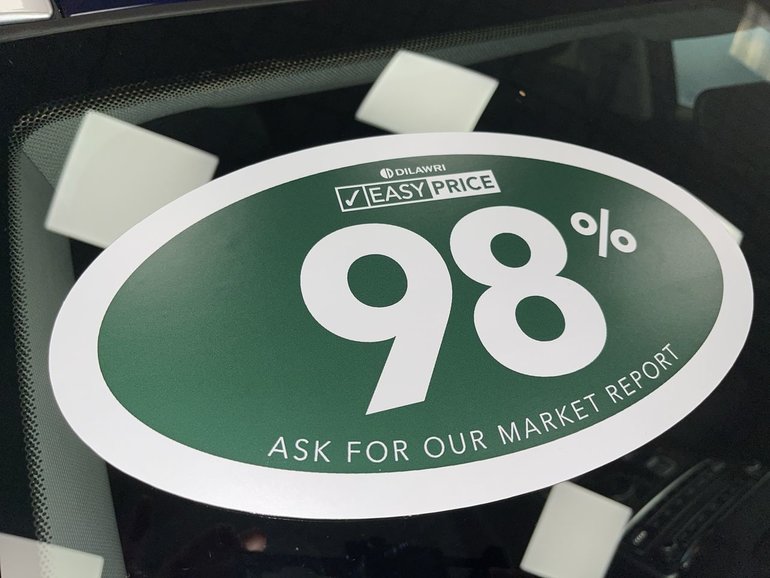 DILAWRI
EASY PRICE
98%
ASK FOR OUR MARKET REPORT